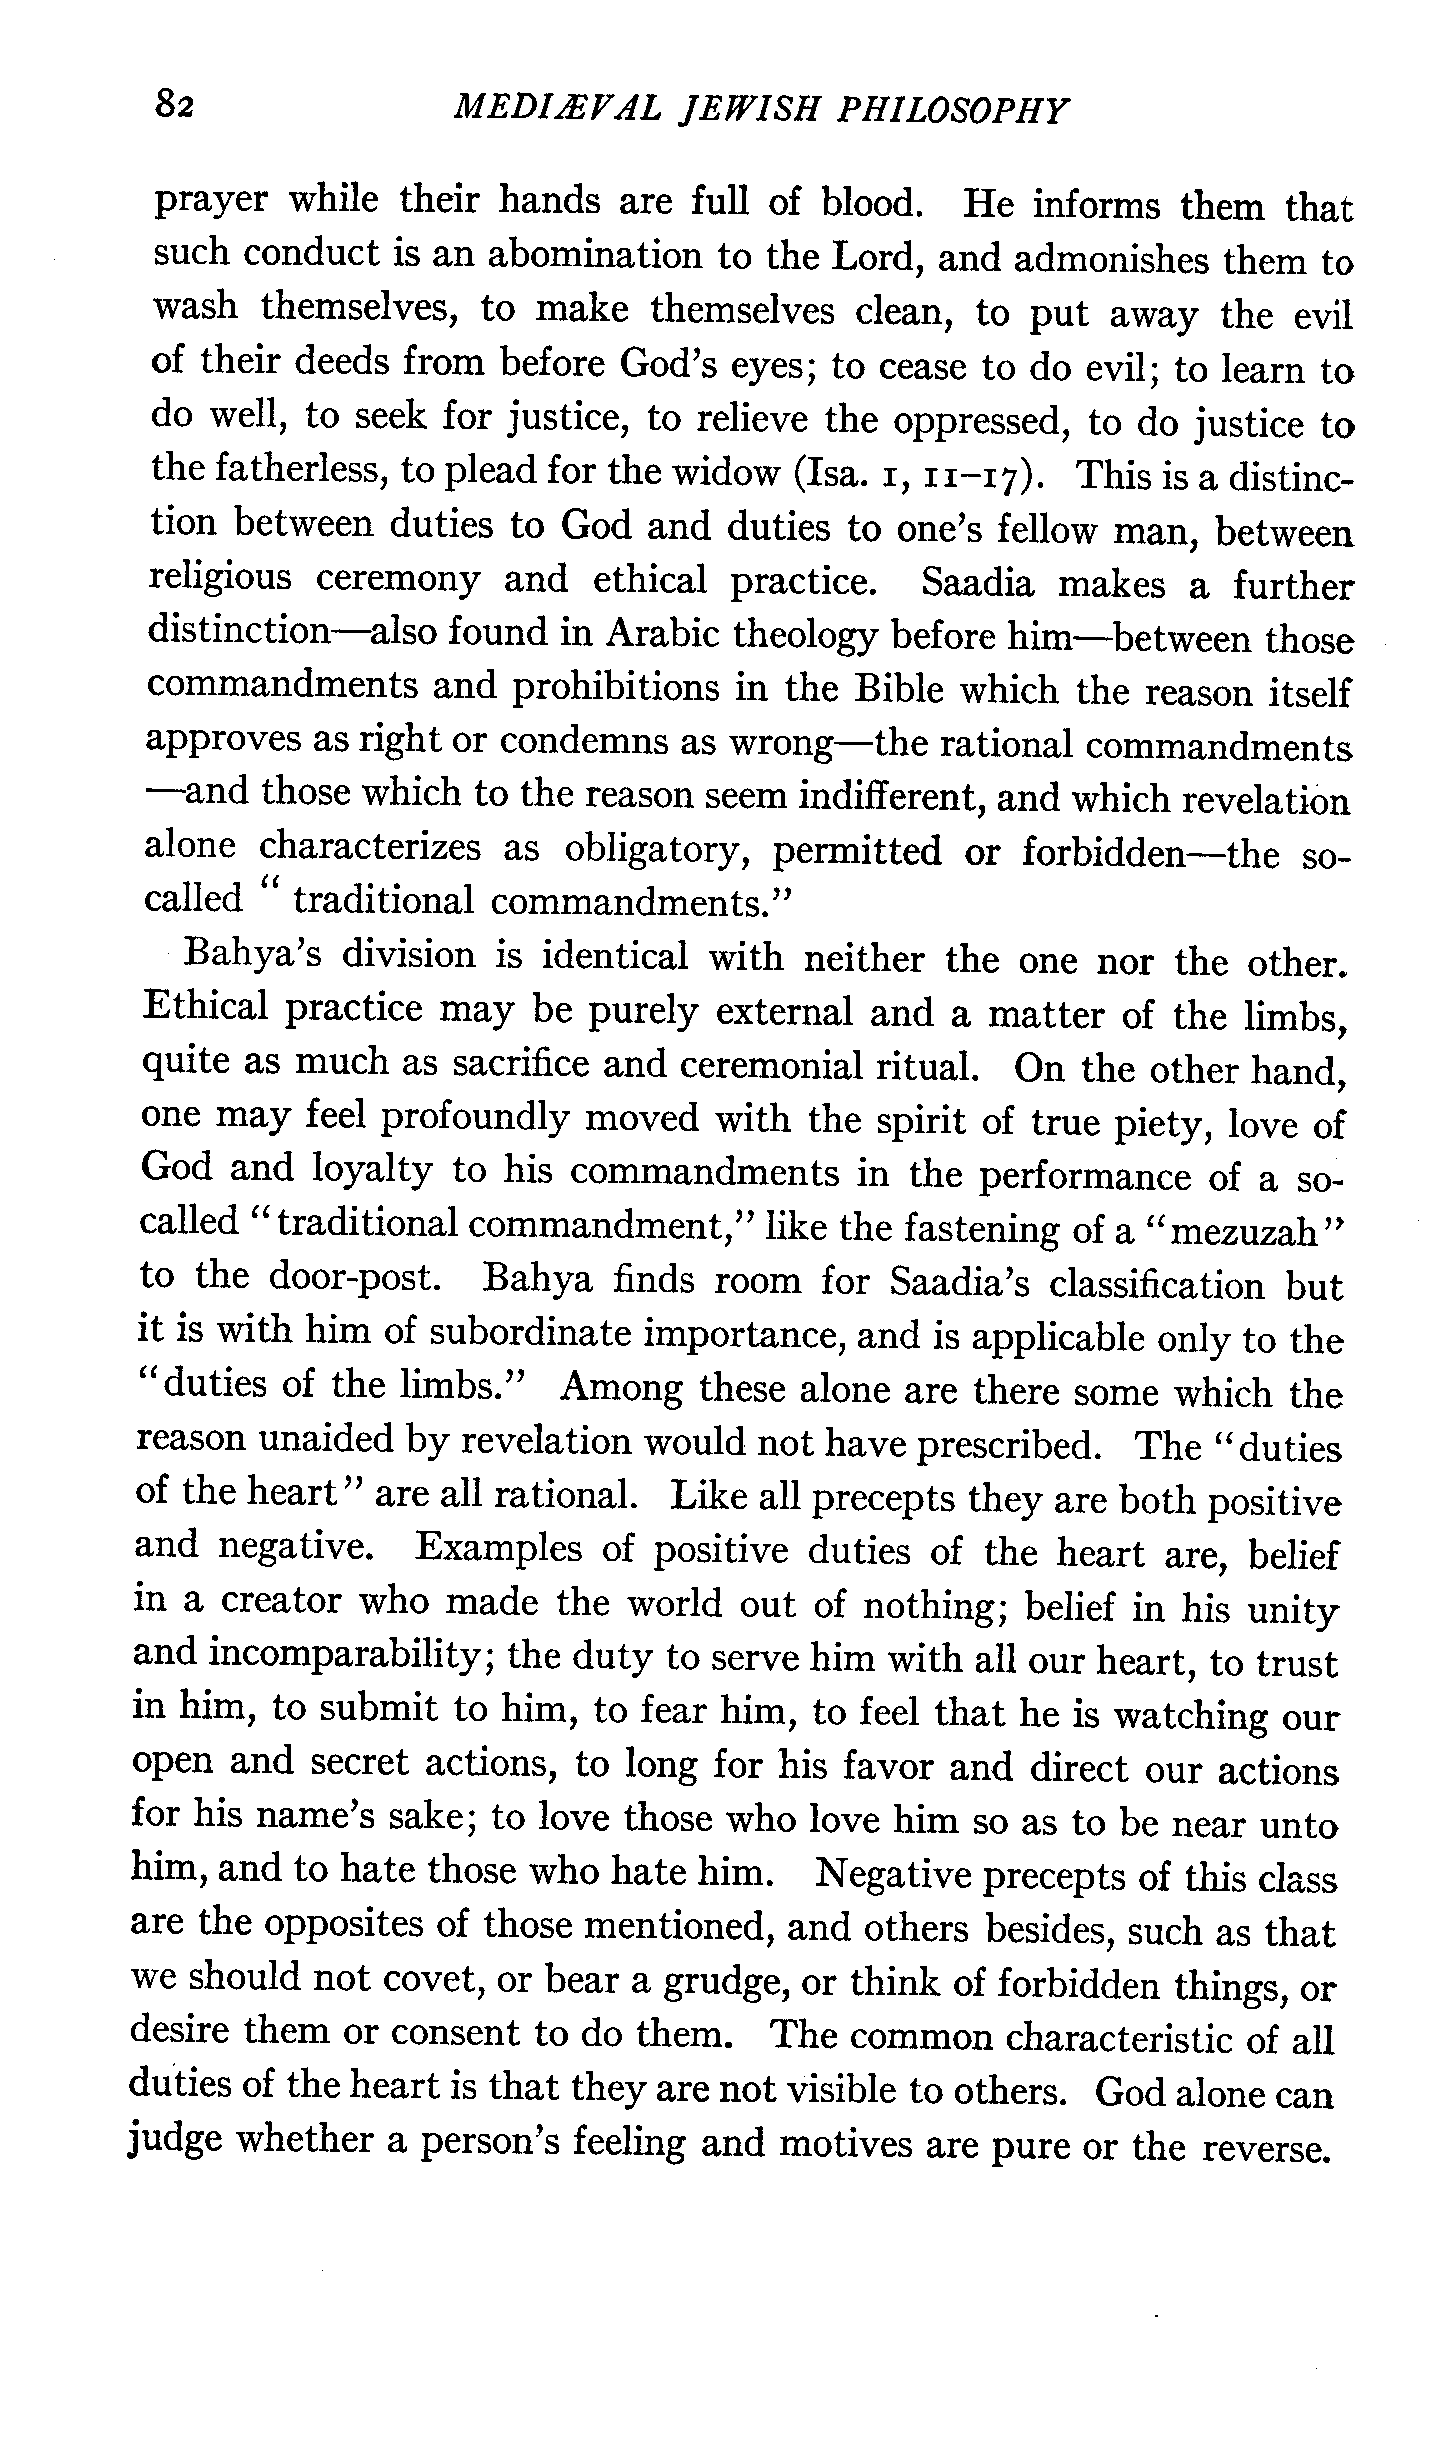 82 MEDIÆVAL JEWISH PHILOSOPHY
prayer while their hands are full of blood. He informs them that
such conduct is an abomination to the Lord, and admonishes them to
wash themselves, to make themselves clean, to put away the evil
of their deeds from before God's eyes; to cease to do evil; to learn to
do well, to seek for justice, to relieve the oppressed, to do justice to
the fatherless, to plead for the widow (Isa. 1, 11–17). This is a distinc-
tion between duties to God and duties to one's fellow man, between
religious ceremony and ethical practice. Saadia makes a further
distinction—also found in Arabic theology before him—between those
commandments and prohibitions in the Bible which the reason itself
approves as right or condemns as wrong—the rational commandments
—and those which to the reason seem indifferent, and which revelation
alone characterizes as obligatory, permitted or forbidden—the so-
called " traditional commandments."
Bahya's division is identical with neither the one nor the other.
Ethical practice may be purely external and a matter of the limbs,
quite as much as sacrifice and ceremonial ritual. On the other hand,
one may feel profoundly moved with the spirit of true piety, love of
God and loyalty to his commandments in the performance of a so-
called "traditional commandment," like the fastening of a "mezuzah"
to the door-post. Bahya finds room for Saadia's classification but
it is with him of subordinate importance, and is applicable only to the
"duties of the limbs." Among these alone are there some which the
reason unaided by revelation would not have prescribed. The "duties
of the heart" are all rational. Like all precepts they are both positive
and negative. Examples of positive duties of the heart are, belief
in a creator who made the world out of nothing; belief in his unity
and incomparability; the duty to serve him with all our heart, to trust
in him, to submit to him, to fear him, to feel that he is watching our
open and secret actions, to long for his favor and direct our actions
for his name's sake; to love those who love him so as to be near unto
him, and to hate those who hate him. Negative precepts of this class
are the opposites of those mentioned, and others besides, such as that
we should not covet, or bear a grudge, or think of forbidden things, or
desire them or consent to do them. The common characteristic of all
duties of the heart is that they are not visible to others. God alone can
judge whether a person's feeling and motives are pure or the reverse.